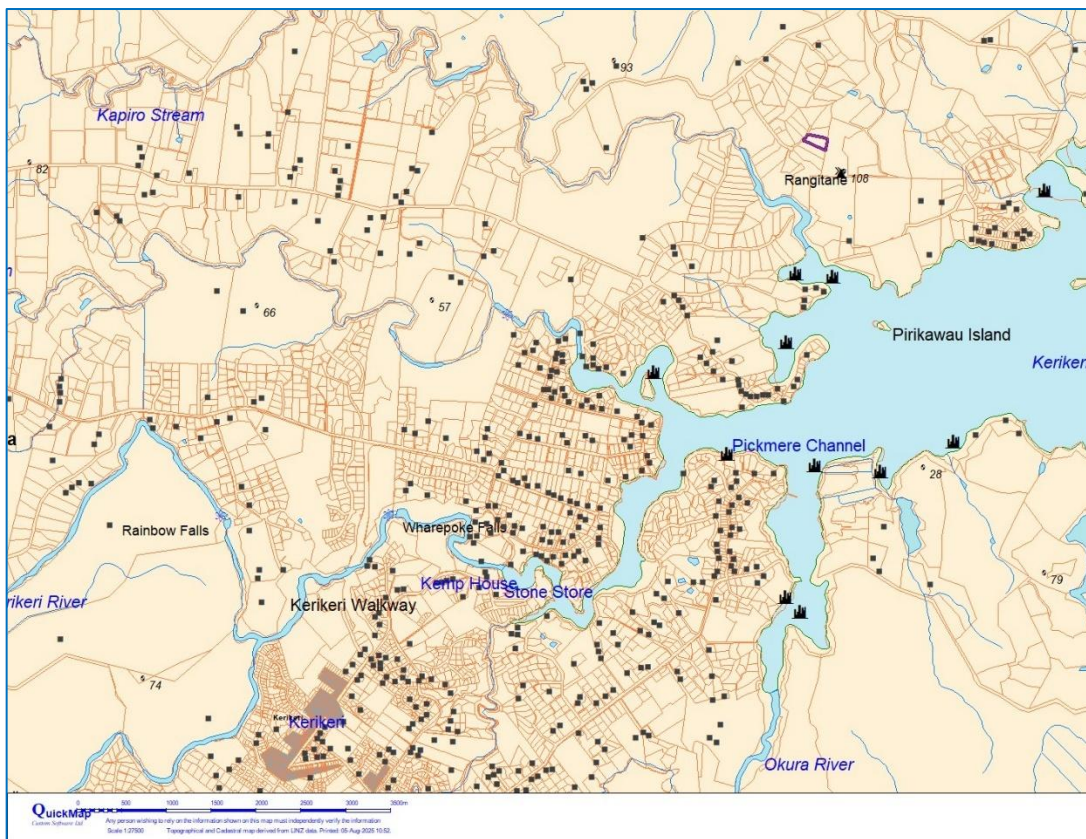 93
Kapiro Stream
82
Rangitane 108
66
57
Pirikawau Island
a
Pickmere Channel
28
Rainbow Falls
Wharepoke Falls
79
Kemp House
Stone Store
Kerikeri Walkway
74
Kerikeri
Kerikeri
Okura River
QuickMap
Custom Software Ltd
0 500 1000 1500 2000 2500 3000 3500m
Any person wishing to rely on the information shown on this map must independently verify the information
Scale 1:27500 Topographical and Cadastral map derived from LINZ data. Printed: 05-Aug-2025 10:52.